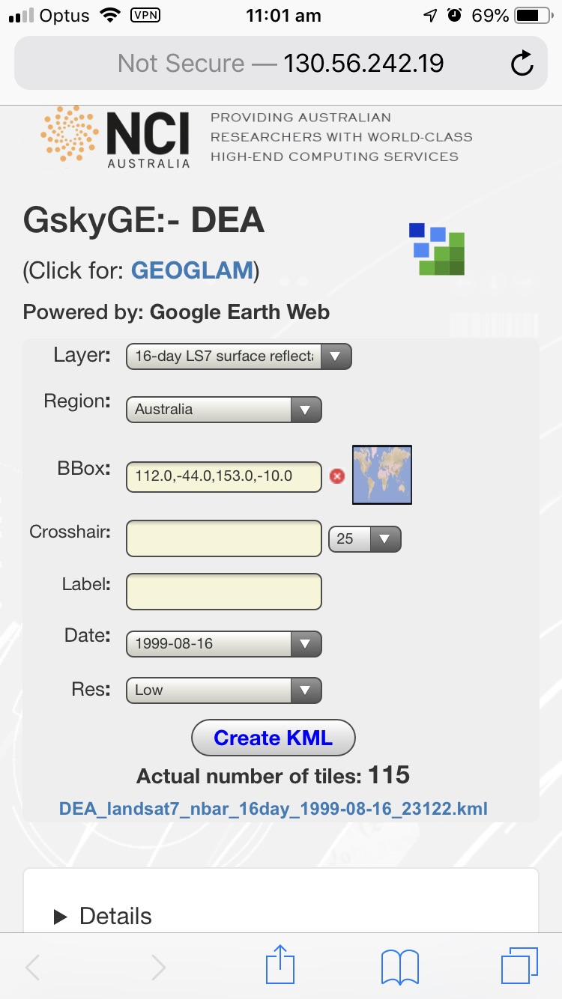 Optus VPN 11:01 am 69%
Not Secure — 130.56.242.19
NCI
AUSTRALIA
PROVIDING AUSTRALIAN
RESEARCHERS WITH WORLD-CLASS
HIGH-END COMPUTING SERVICES
GskyGE:- DEA
(Click for: GEOGLAM)
Powered by: Google Earth Web
Layer: 16-day LS7 surface reflecta
Region: Australia
BBox: 112.0,-44.0,153.0,-10.0
Crosshair: 25
Label:
Date: 1999-08-16
Res: Low
Create KML
Actual number of tiles: 115
DEA_landsat7_nbar_16day_1999-08-16_23122.kml
Details